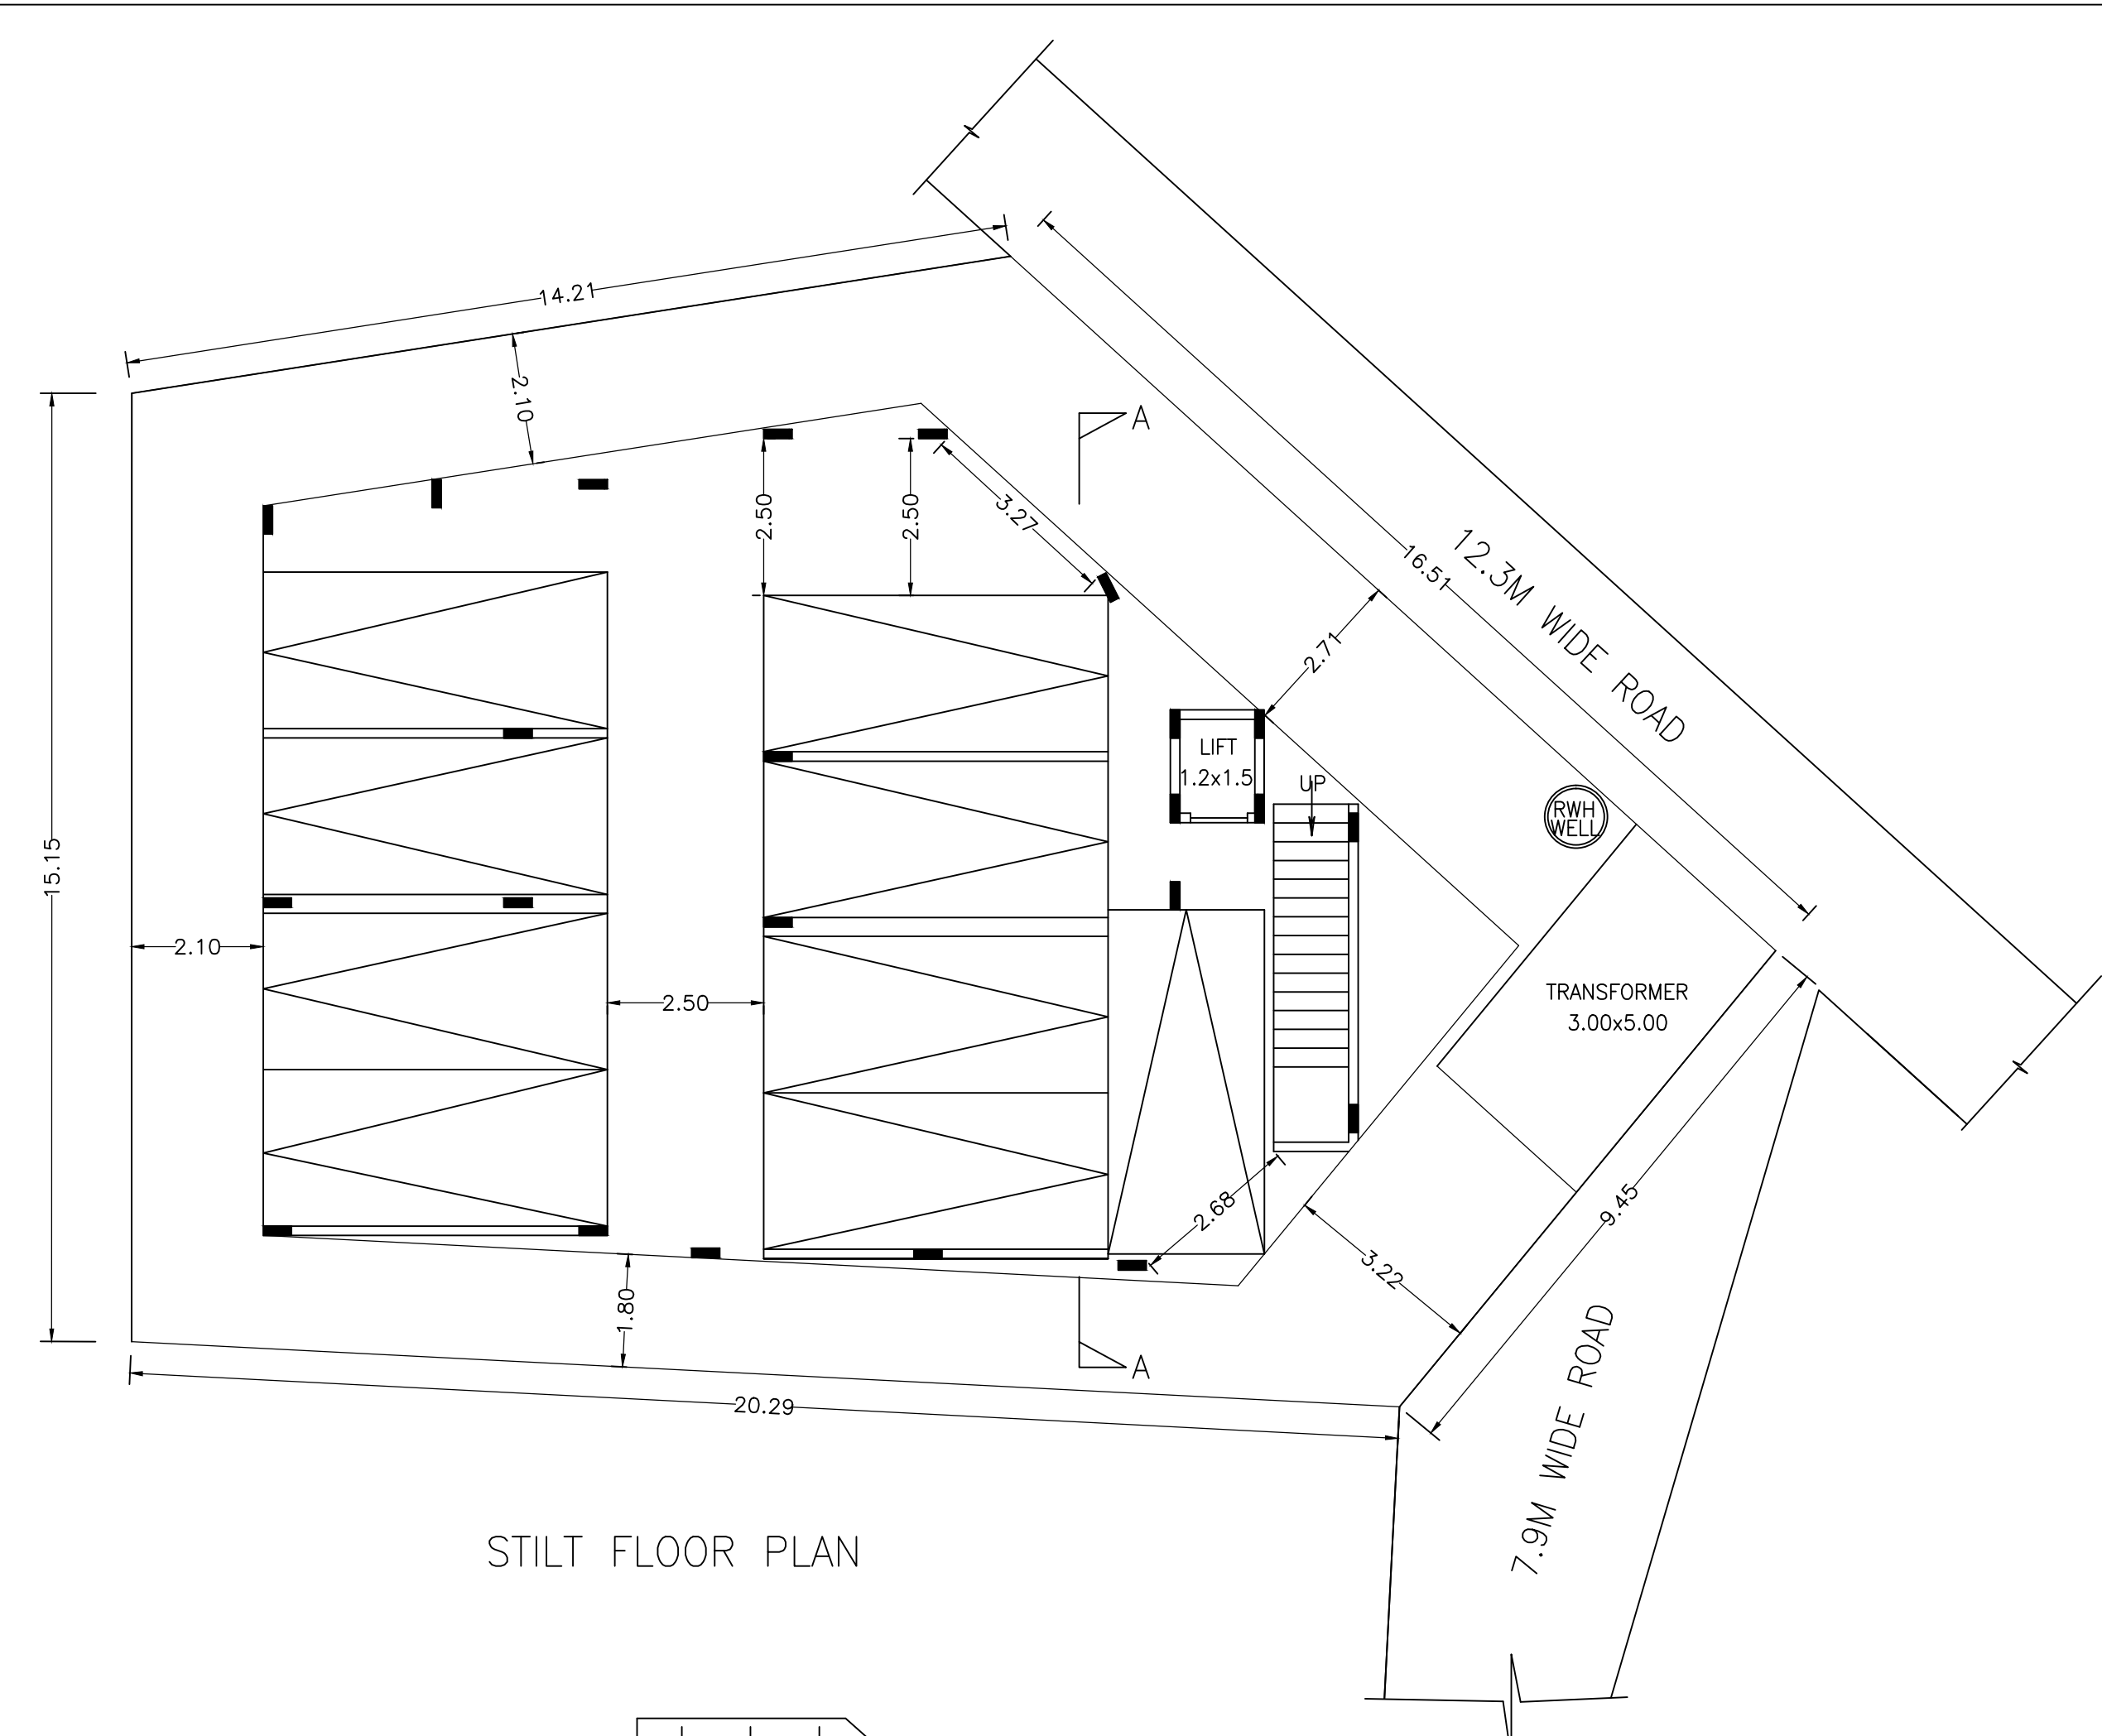 14.21
2.10
A
2.50
2.50
3.27
16.51
12.3M WIDE ROAD
2.71
LIFT
1.2x1.5
UP
RWH
WELL
15.15
2.10
2.50
TRANSFORMER
3.00x5.00
2.68
9.45
3.22
1.80
A
20.29
7.9M WIDE ROAD
STILT FLOOR PLAN